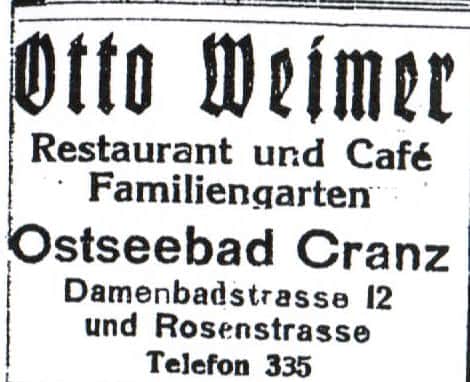 Otto Weimer
Restaurant und Café
Familiengarten
Ostseebad Cranz
Damenbadstrasse 12
und Rosenstrasse
Telefon 335